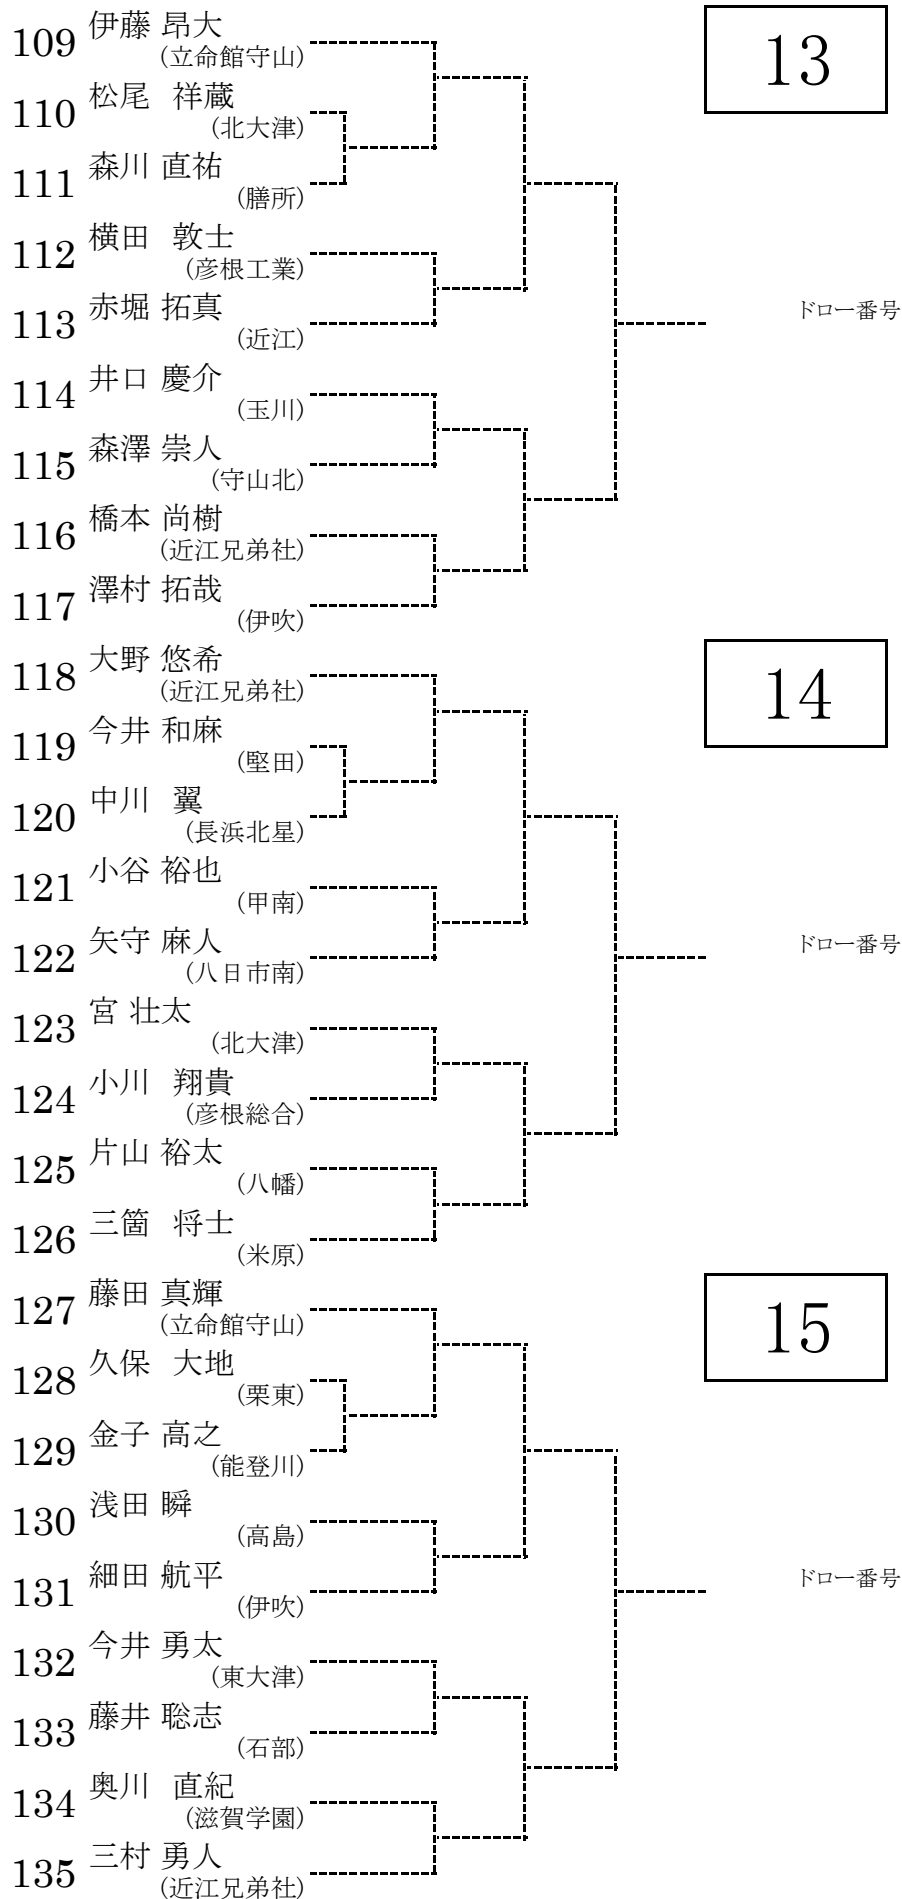 109 伊藤 昂大
(立命館守山)
13
110 松尾 祥蔵
(北大津)
111 森川 直祐
(膳所)
112 横田 敦士
(彦根工業)
113 赤堀 拓真
(近江)
ドロー番号
114 井口 慶介
(玉川)
115 森澤 崇人
(守山北)
116 橋本 尚樹
(近江兄弟社)
117 澤村 拓哉
(伊吹)
118 大野 悠希
(近江兄弟社)
14
119 今井 和麻
(堅田)
120 中川 翼
(長浜北星)
121 小谷 裕也
(甲南)
122 矢守 麻人
(八日市南)
ドロー番号
123 宮 壮太
(北大津)
124 小川 翔貴
(彦根総合)
125 片山 裕太
(八幡)
126 三箇 将士
(米原)
127 藤田 真輝
(立命館守山)
15
128 久保 大地
(栗東)
129 金子 高之
(能登川)
130 浅田 瞬
(高島)
131 細田 航平
(伊吹)
ドロー番号
132 今井 勇太
(東大津)
133 藤井 聡志
(石部)
134 奥川 直紀
(滋賀学園)
135 三村 勇人
(近江兄弟社)